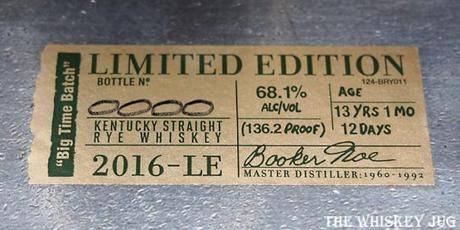 "Big Time Batch"
LIMITED EDITION
BOTTLE Nº
124-BRY011
0000
68.1%
ALC/VOL
(136.2 PROOF)
AGE
13 YRS 1 MO
12 DAYS
KENTUCKY STRAIGHT
RYE WHISKEY
2016-LE
Booker Noe
MASTER DISTILLER: 1960-1992
THE WHISKEY JUG